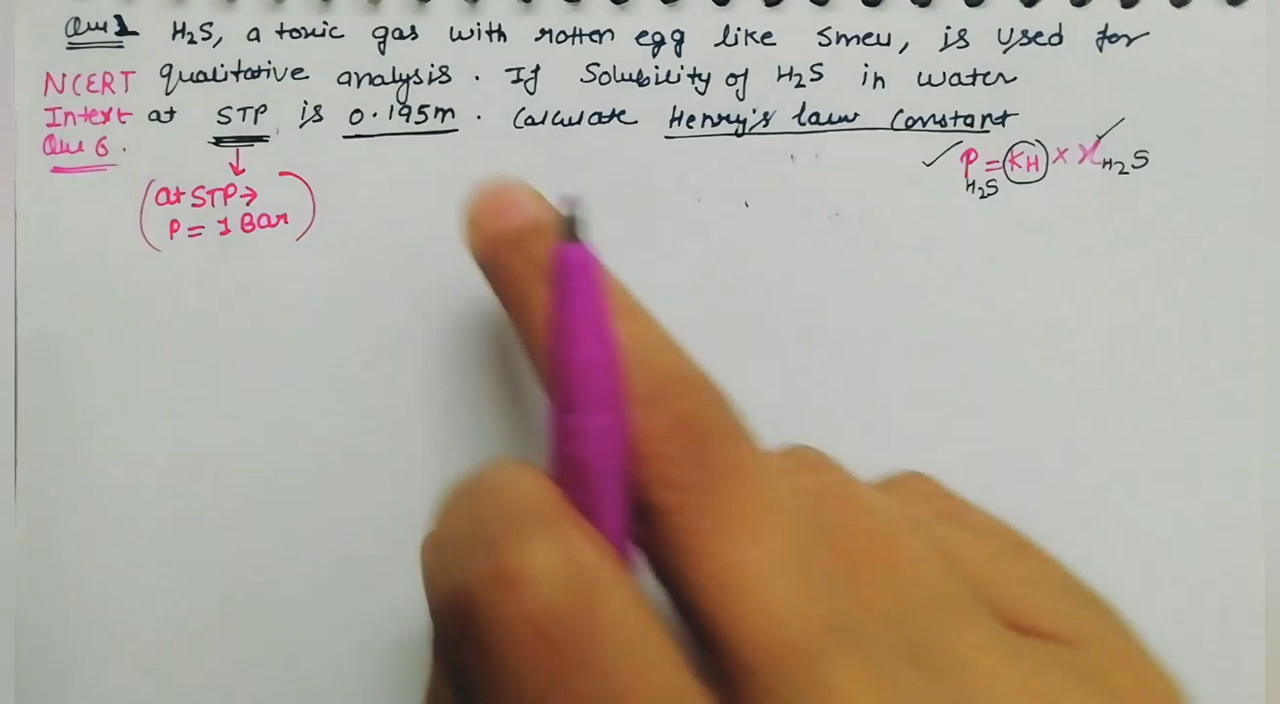 Que 1 H₂S, a toxic gas with rotten egg like smell, is used for
NCERT qualitative analysis. If Solubility of H₂S in water
Intext at STP is 0.195m. Calculate Henry's law constant
Que 6.
P_H₂S = KH × x_H₂S
(at STP→
P = 1 Bar)